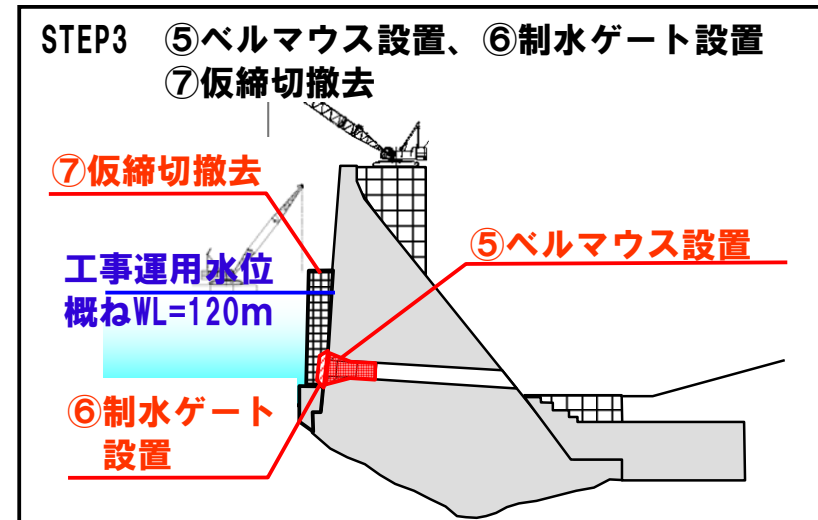 STEP3 ⑤ベルマウス設置、⑥制水ゲート設置
⑦仮締切撤去
⑦仮締切撤去
⑤ベルマウス設置
工事運用水位
概ねWL=120m
⑥制水ゲート
設置